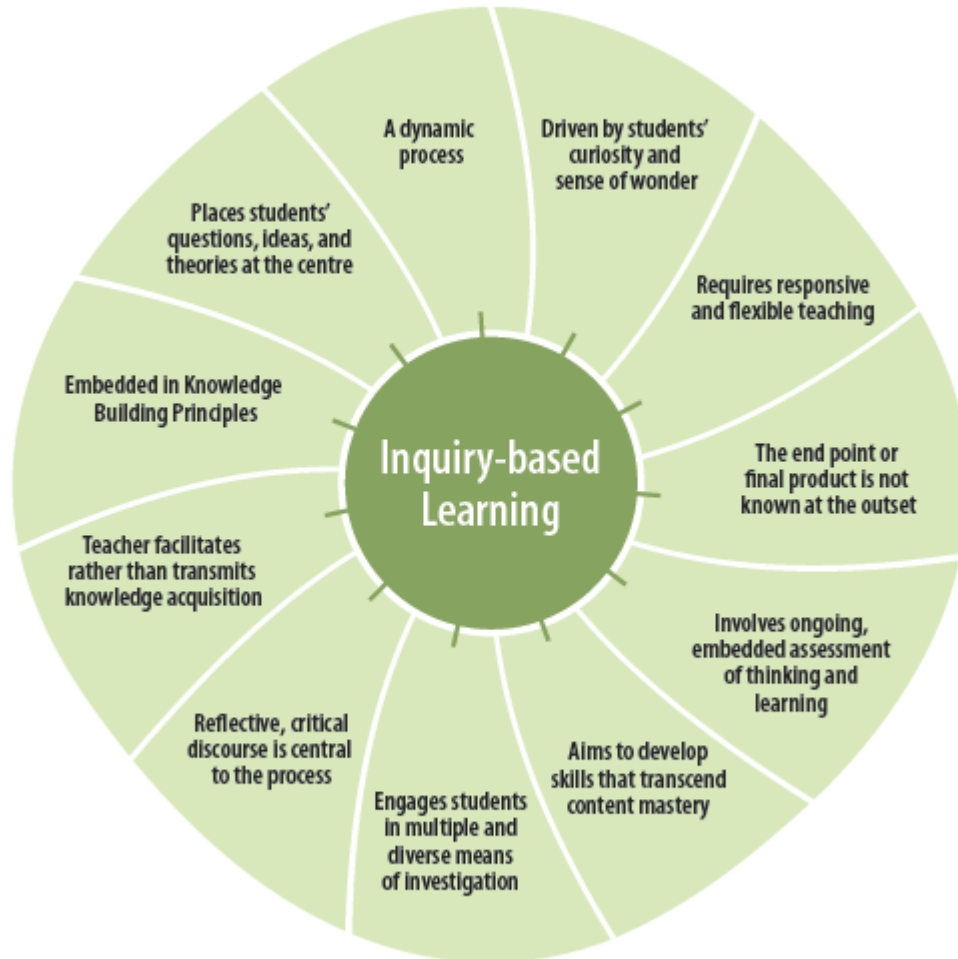 A dynamic
process
Driven by students’
curiosity and
sense of wonder
Requires responsive
and flexible teaching
The end point or
final product is not
known at the outset
Involves ongoing,
embedded assessment
of thinking and
learning
Aims to develop
skills that transcend
content mastery
Engages students
in multiple and
diverse means
of investigation
Reflective, critical
discourse is central
to the process
Teacher facilitates
rather than transmits
knowledge acquisition
Embedded in Knowledge
Building Principles
Places students’
questions, ideas, and
theories at the centre
Inquiry-based
Learning